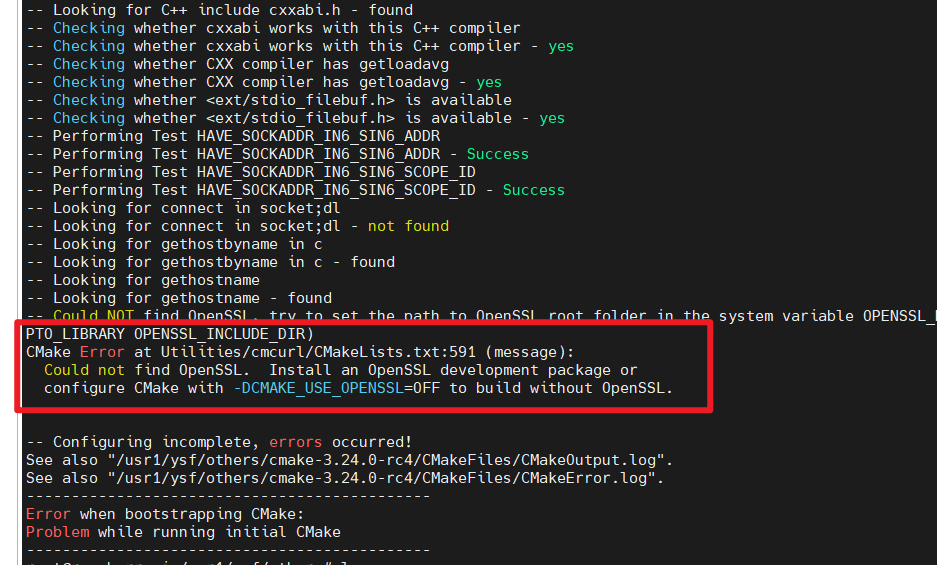 -- Looking for C++ include cxxabi.h - found
-- Checking whether cxxabi works with this C++ compiler
-- Checking whether cxxabi works with this C++ compiler - yes
-- Checking whether CXX compiler has getloadavg
-- Checking whether CXX compiler has getloadavg - yes
-- Checking whether <ext/stdio_filebuf.h> is available
-- Checking whether <ext/stdio_filebuf.h> is available - yes
-- Performing Test HAVE_SOCKADDR_IN6_SIN6_ADDR
-- Performing Test HAVE_SOCKADDR_IN6_SIN6_ADDR - Success
-- Performing Test HAVE_SOCKADDR_IN6_SIN6_SCOPE_ID
-- Performing Test HAVE_SOCKADDR_IN6_SIN6_SCOPE_ID - Success
-- Looking for connect in socket;dl
-- Looking for connect in socket;dl - not found
-- Looking for gethostbyname in c
-- Looking for gethostbyname in c - found
-- Looking for gethostname
-- Looking for gethostname - found
-- Could NOT find OpenSSL, try to set the path to OpenSSL root folder in the system variable
PTO_LIBRARY OPENSSL_INCLUDE_DIR)
CMake Error at Utilities/cmcurl/CMakeLists.txt:591 (message):
Could not find OpenSSL. Install an OpenSSL development package or
configure CMake with -DCMAKE_USE_OPENSSL=OFF to build without OpenSSL.
-- Configuring incomplete, errors occurred!
See also "/usr1/ysf/others/cmake-3.24.0-rc4/CMakeFiles/CMakeOutput.log".
See also "/usr1/ysf/others/cmake-3.24.0-rc4/CMakeFiles/CMakeError.log".
---------------------------------------------
Error when bootstrapping CMake:
Problem while running initial CMake
---------------------------------------------